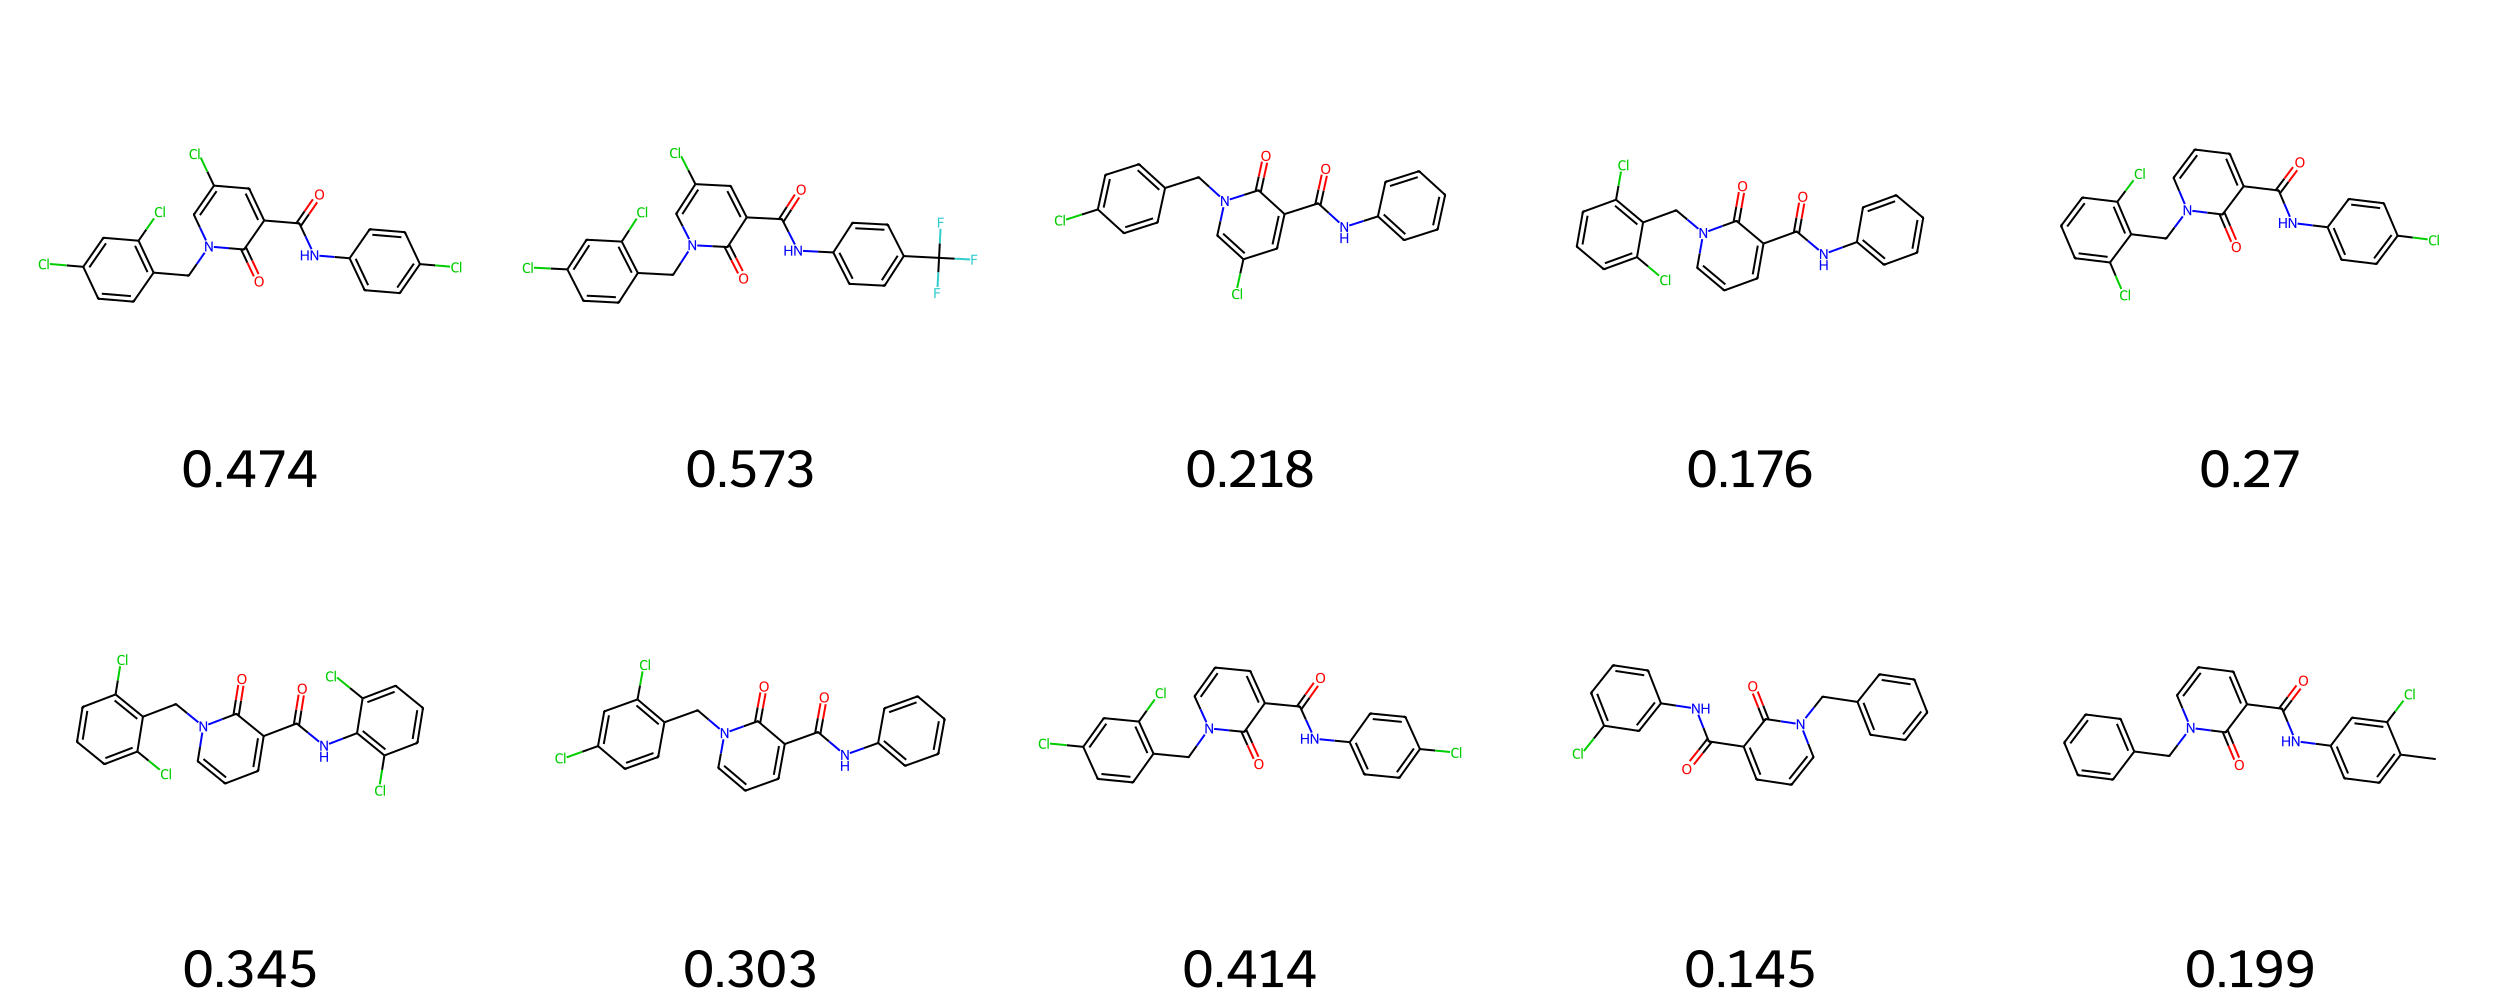 Cl Cl Cl N O O HN Cl
Cl Cl Cl N O O HN F F F
Cl N O O N H Cl
Cl Cl N O O N H
Cl Cl N O O HN Cl
0.474 0.573 0.218 0.176 0.27
Cl Cl N O O N H Cl Cl
Cl Cl N O O N H
Cl Cl N O O HN Cl
Cl NH O O N
N O O HN Cl
0.345 0.303 0.414 0.145 0.199